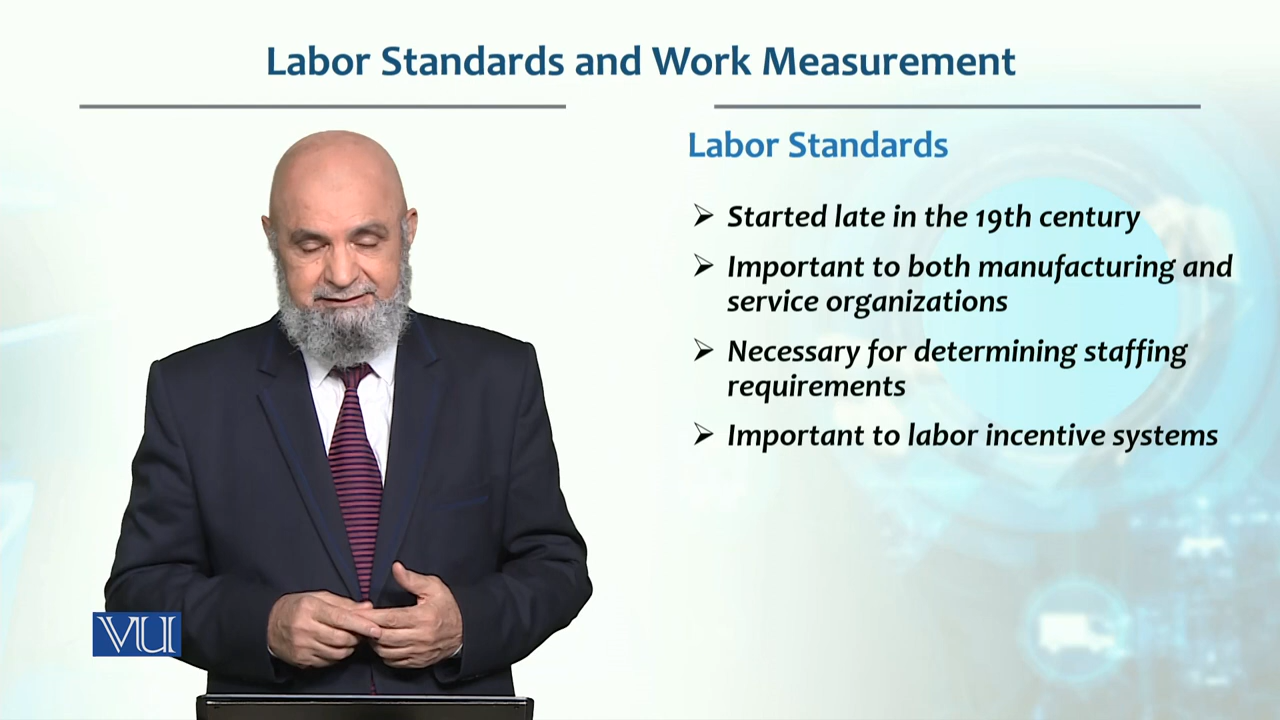 Labor Standards and Work Measurement
Labor Standards
Started late in the 19th century
Important to both manufacturing and
service organizations
Necessary for determining staffing
requirements
Important to labor incentive systems
VU